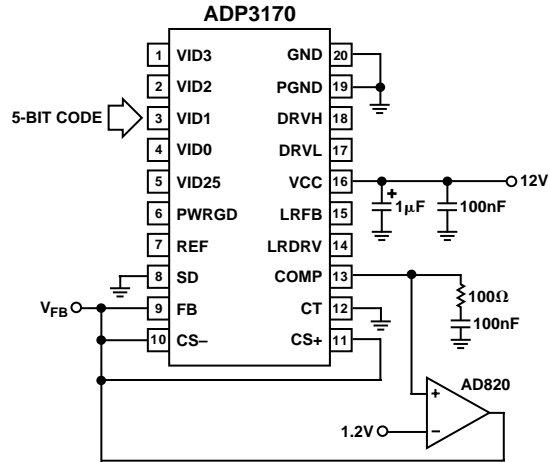 ADP3170
1 VID3 GND 20
2 VID2 PGND 19
5-BIT CODE 3 VID1 DRVH 18
4 VID0 DRVL 17
5 VID25 VCC 16 12V
+
6 PWRGD LRFB 15 1μF 100nF
7 REF LRDRV 14
8 SD COMP 13
100Ω
VFB 9 FB CT 12
100nF
10 CS– CS+ 11
AD820
+
1.2V –